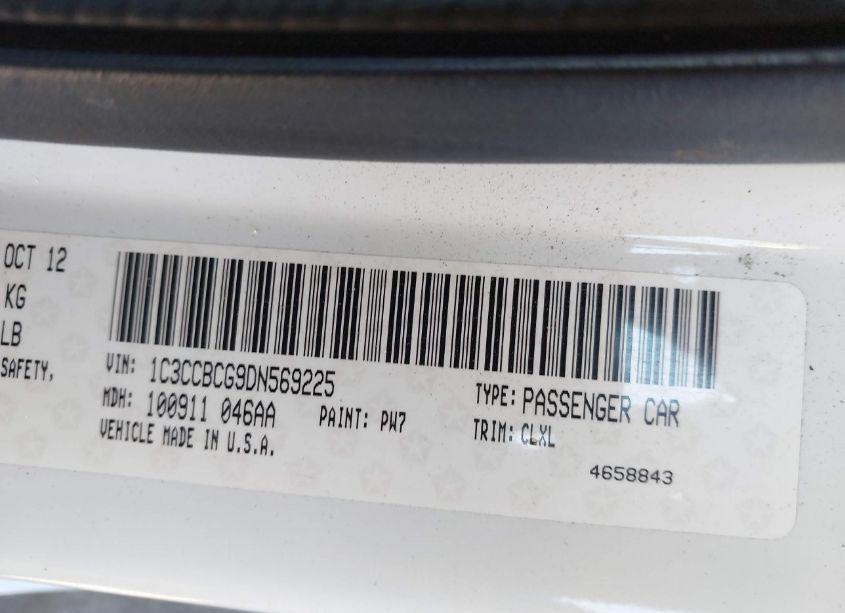 OCT 12
KG
LB
SAFETY,
VIN: 1C3CCBCG9DN569225
MDH: 100911 046AA
PAINT: PW7
VEHICLE MADE IN U.S.A.
TYPE: PASSENGER CAR
TRIM: CLXL
4658843